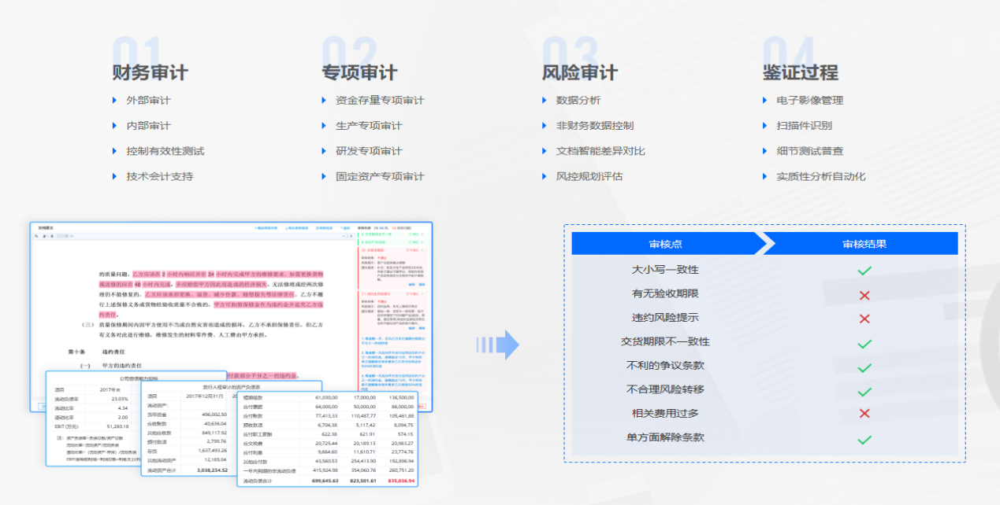 01
财务审计
外部审计
内部审计
控制有效性测试
技术会计支持
02
专项审计
资金存量专项审计
生产专项审计
研发专项审计
固定资产专项审计
03
风险审计
数据分析
非财务数据控制
文档智能差异对比
风控规划评估
04
鉴证过程
电子影像管理
扫描件识别
细节测试普查
实质性分析自动化
的质量问题，乙方应该在 2 小时内响应并在 24 小时内完成甲方的维修要求，如需更换货物
或送修的应在 48 小时内完成，并应赔偿甲方因此而造成的经济损失。无法修理或经两次修
理仍不能修复的，乙方应该承担更换、退货、减少价款、赔偿损失等法律责任。乙方不履
行上述保修义务或货物经验收质量不合格的，甲方可扣留保修金作为违约金并追究乙方违
约责任。
（三） 质量保修期间内因甲方使用不当或自然灾害而造成的损坏，乙方不承担保修责任，但乙方
有义务对此进行维修，维修发生的材料零件费、人工费由甲方承担。
第十条 违约责任
（一） 甲方的违约责任
付款部分千分之一的违约金。
项目 2017年末
流动负债率 23.03%
流动比率 4.34
速动比率 2.00
EBIT(万元) 51,280.18
发行人经审计的资产负债表
项目 2017年12月31日
流动资产:
货币资金 496,002.50
应收账款 40,636.04
其他应收款 849,117.92
预付款项 2,799.76
存货 1,637,493.26
其他流动资产 12,185.04
流动资产合计 3,038,234.52
短期借款 61,030.00 17,000.00 136,500.00
应付票据 64,000.00 50,000.00 86,000.00
应付账款 77,413.33 110,487.77 105,461.88
预收款项 6,704.38 5,117.42 8,094.75
应付职工薪酬 622.38 621.91 574.15
应交税费 20,725.44 20,189.13 20,983.27
应付利息 9,664.60 11,610.71 23,774.76
其他应付款 43,560.53 254,413.90 192,896.94
一年内到期的非流动负债 415,924.98 354,060.76 260,751.20
流动负债合计 699,645.63 823,501.61 835,036.94
审核点 审核结果
大小写一致性
有无验收期限
违约风险提示
交货期限不一致性
不利的争议条款
不合理风险转移
相关费用过多
单方面解除条款